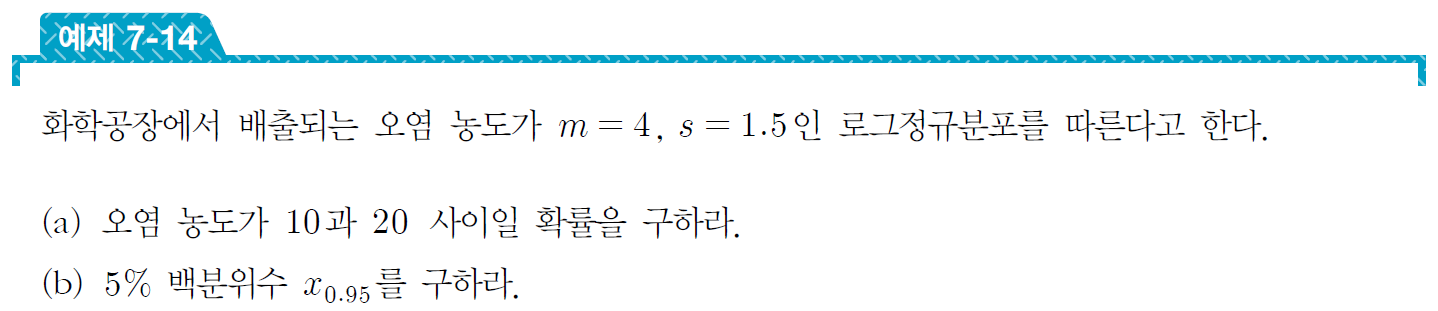 예제 7-14
화학공장에서 배출되는 오염 농도가 m = 4, s = 1.5인 로그정규분포를 따른다고 한다.
(a) 오염 농도가 10과 20 사이일 확률을 구하라.
(b) 5% 백분위수 x₀.₉₅를 구하라.